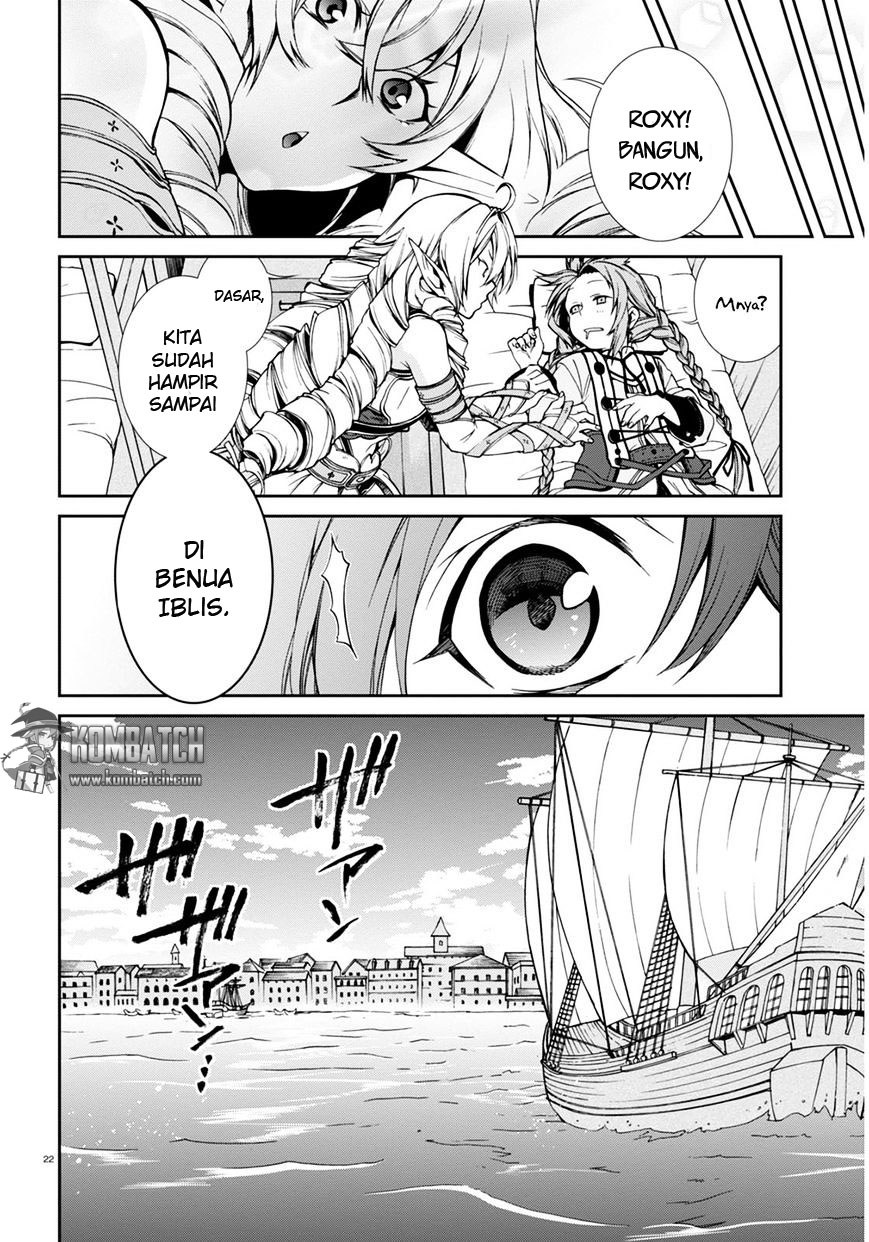 ROXY!
BANGUN,
ROXY!
Mnya?
DASAR,
KITA
SUDAH
HAMPIR
SAMPAI
DI
BENUA
IBLIS.
KOMBATCH
www.kombatch.com
ザザァン
ザザァン…
22